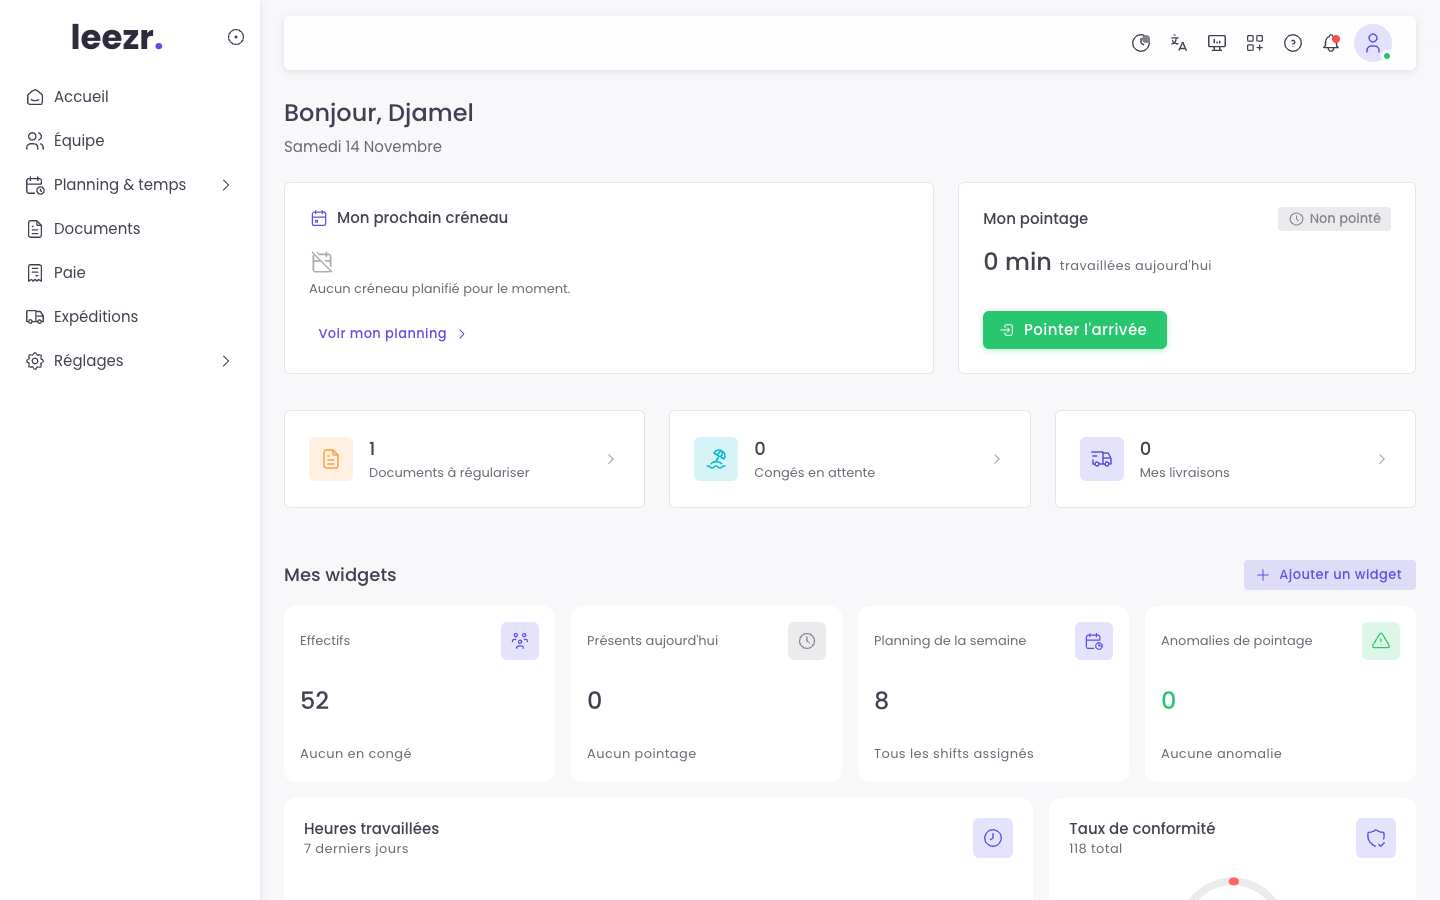 leezr.
Accueil
Équipe
Planning & temps
Documents
Paie
Expéditions
Réglages
Bonjour, Djamel
Samedi 14 Novembre
Mon prochain créneau
Aucun créneau planifié pour le moment.
Voir mon planning
Mon pointage
Non pointé
0 min travaillées aujourd'hui
Pointer l'arrivée
1
Documents à régulariser
0
Congés en attente
0
Mes livraisons
Mes widgets
Ajouter un widget
Effectifs
52
Aucun en congé
Présents aujourd'hui
0
Aucun pointage
Planning de la semaine
8
Tous les shifts assignés
Anomalies de pointage
0
Aucune anomalie
Heures travaillées
7 derniers jours
Taux de conformité
118 total